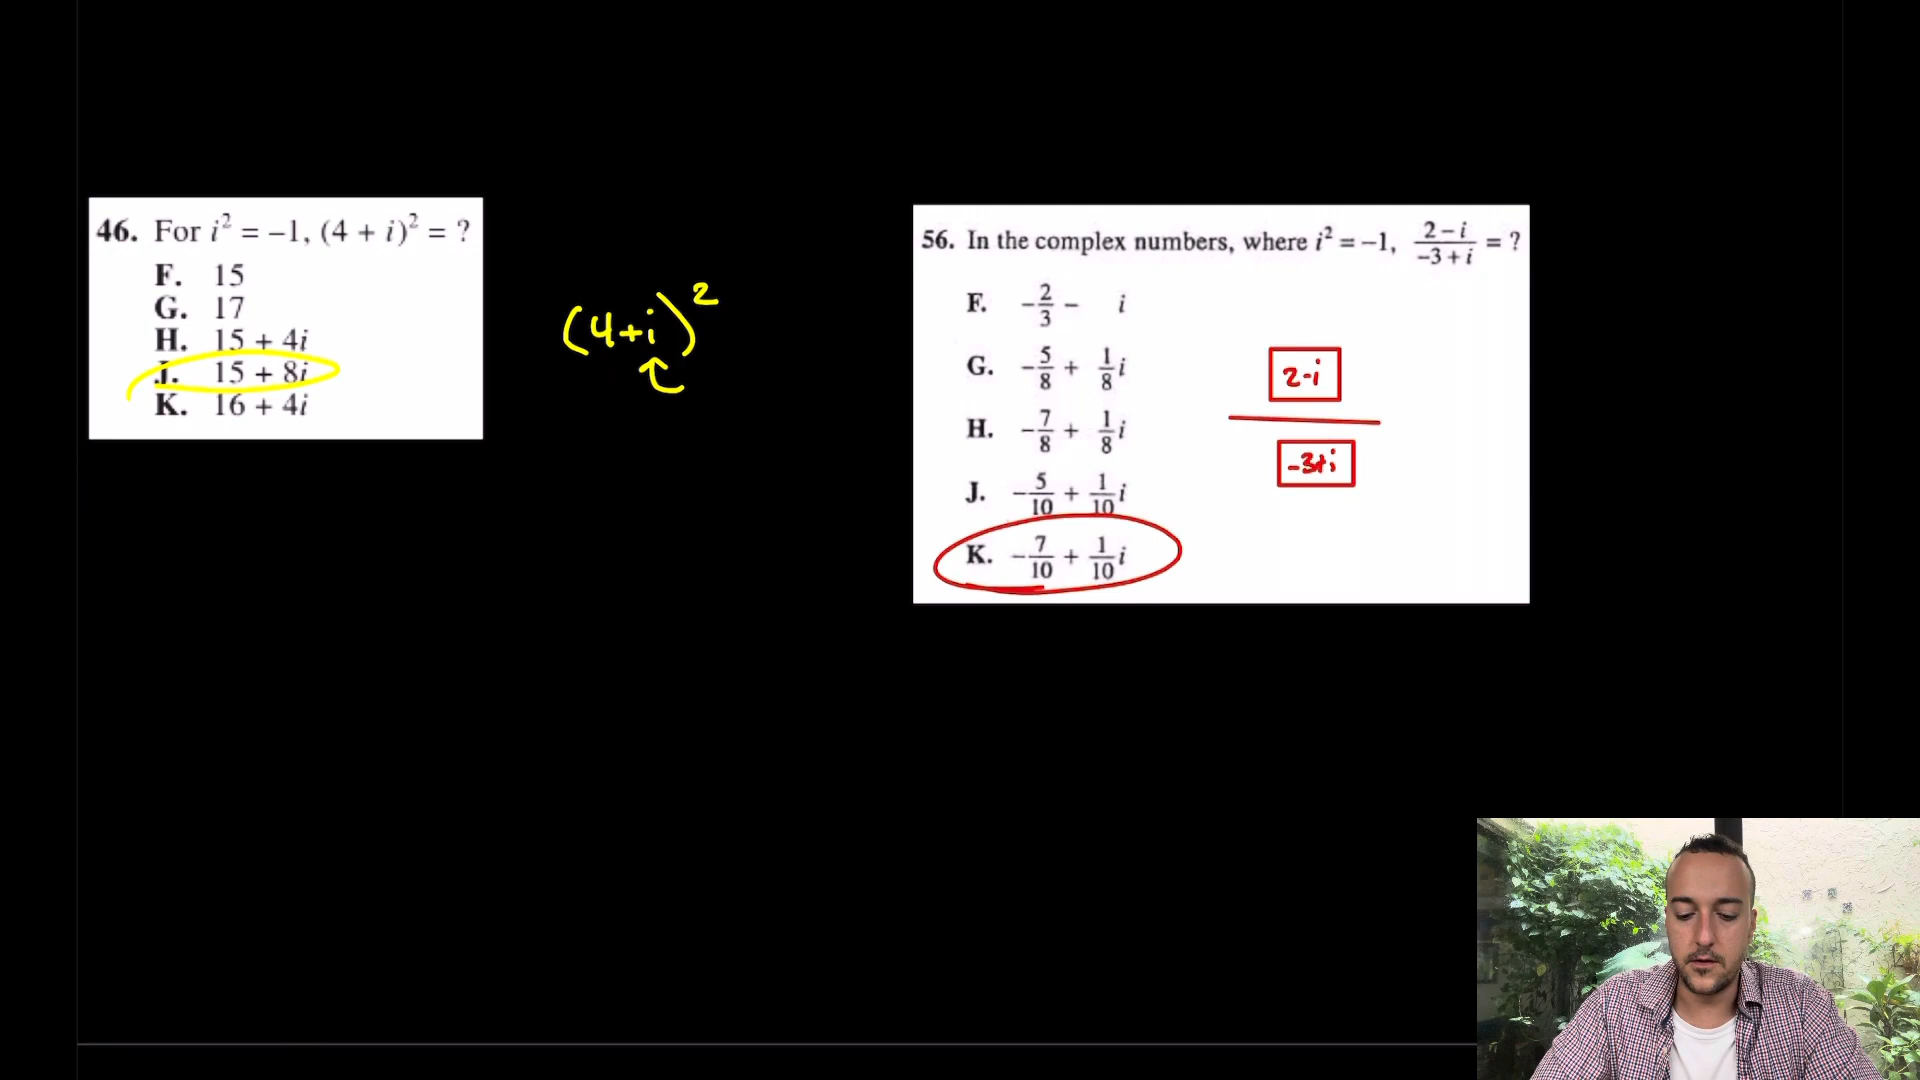 46. For i² = −1, (4 + i)² = ?
F. 15
G. 17
H. 15 + 4i
J. 15 + 8i
K. 16 + 4i
(4+i)²
56. In the complex numbers, where i² = −1, (2 − i)/(−3 + i) = ?
F. −2/3 − i
G. −5/8 + 1/8 i
H. −7/8 + 1/8 i
J. −5/10 + 1/10 i
K. −7/10 + 1/10 i
2-i
-3+i